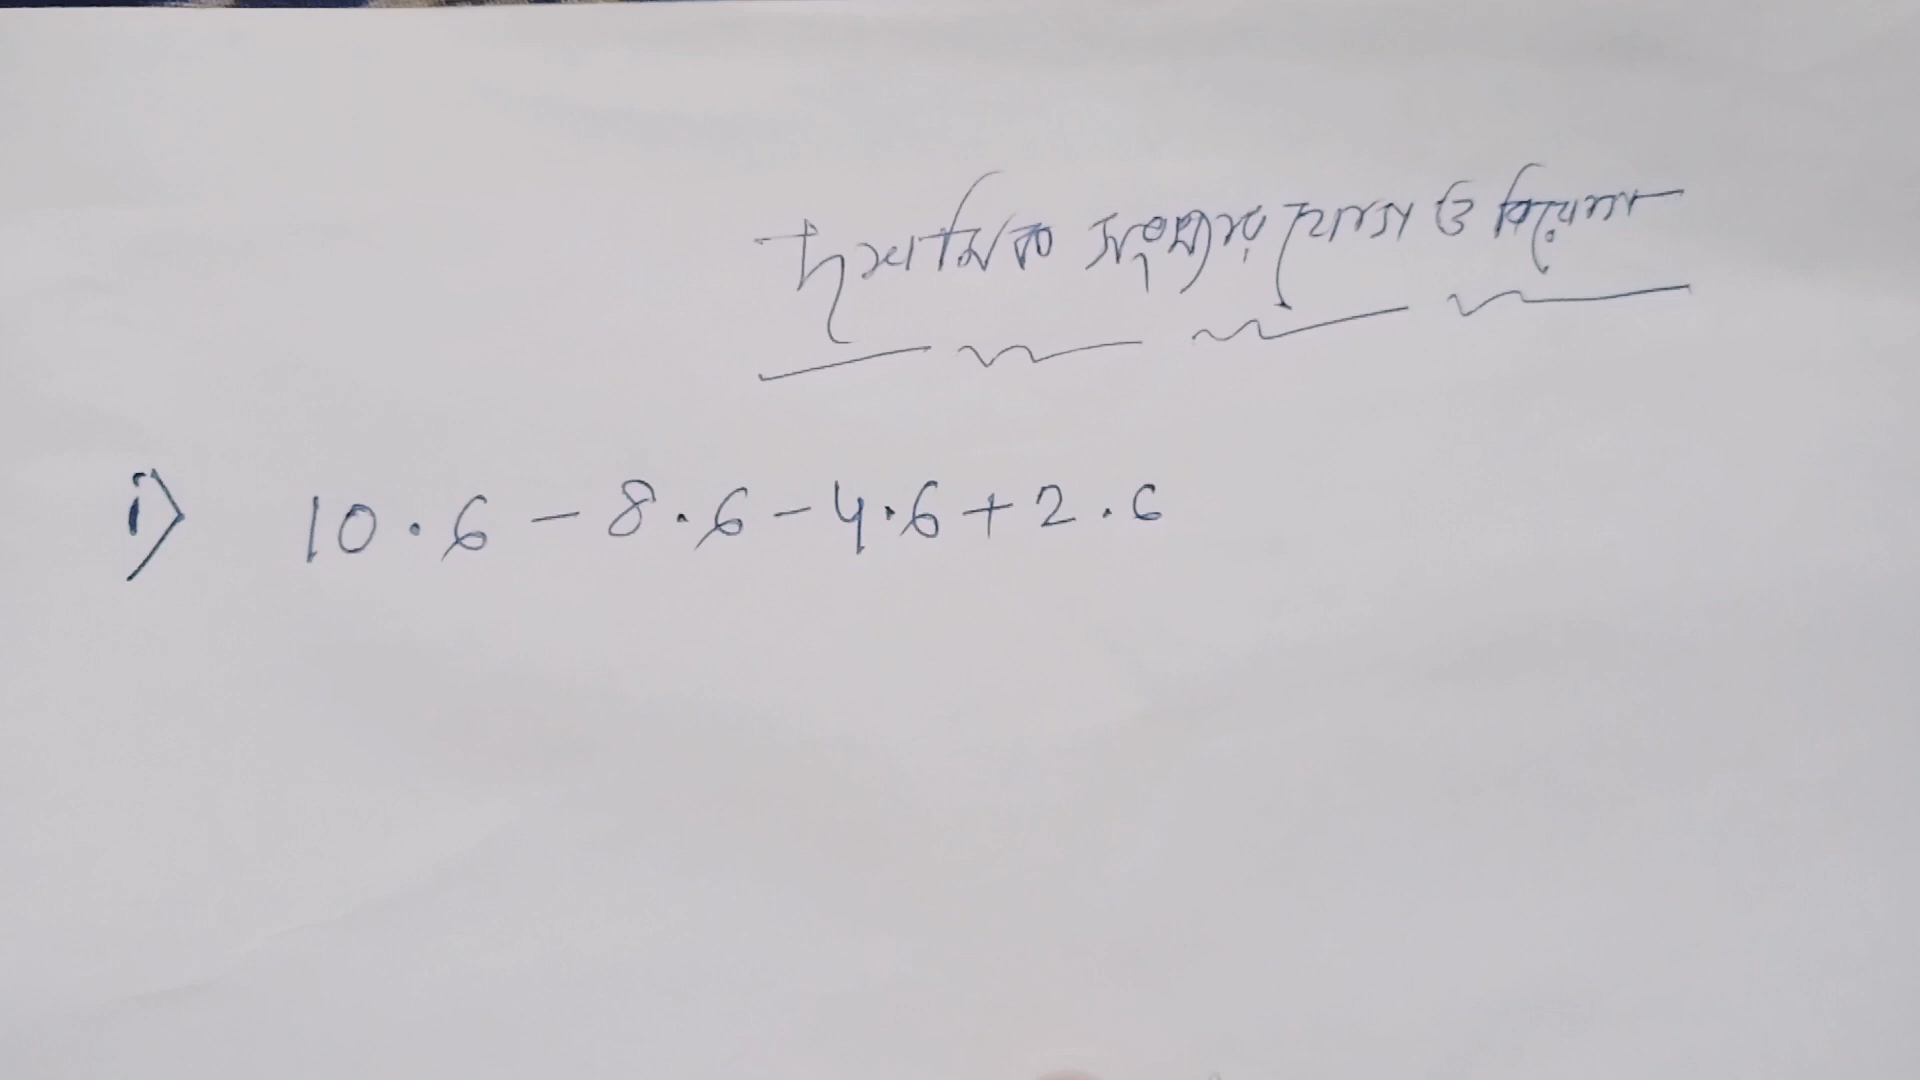 দশমিক সংখ্যার যোগ ও বিয়োগ
i) 10.6 - 8.6 - 4.6 + 2.6